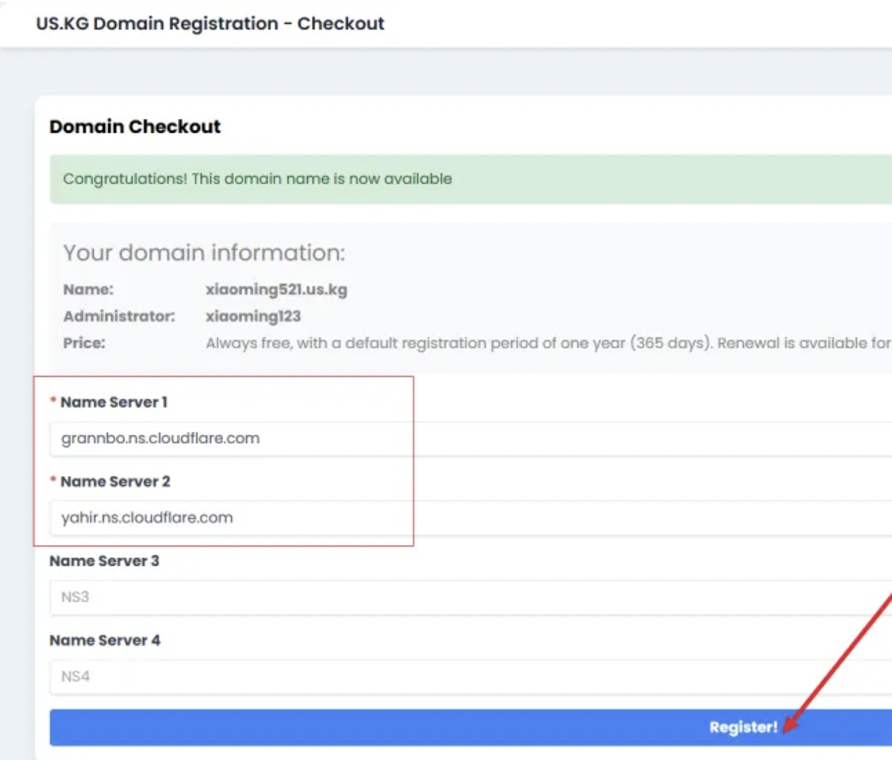 US.KG Domain Registration - Checkout
Domain Checkout
Congratulations! This domain name is now available
Your domain information:
Name: xiaoming521.us.kg
Administrator: xiaoming123
Price: Always free, with a default registration period of one year (365 days). Renewal is available for
* Name Server 1
grannbo.ns.cloudflare.com
* Name Server 2
yahir.ns.cloudflare.com
Name Server 3
NS3
Name Server 4
NS4
Register!